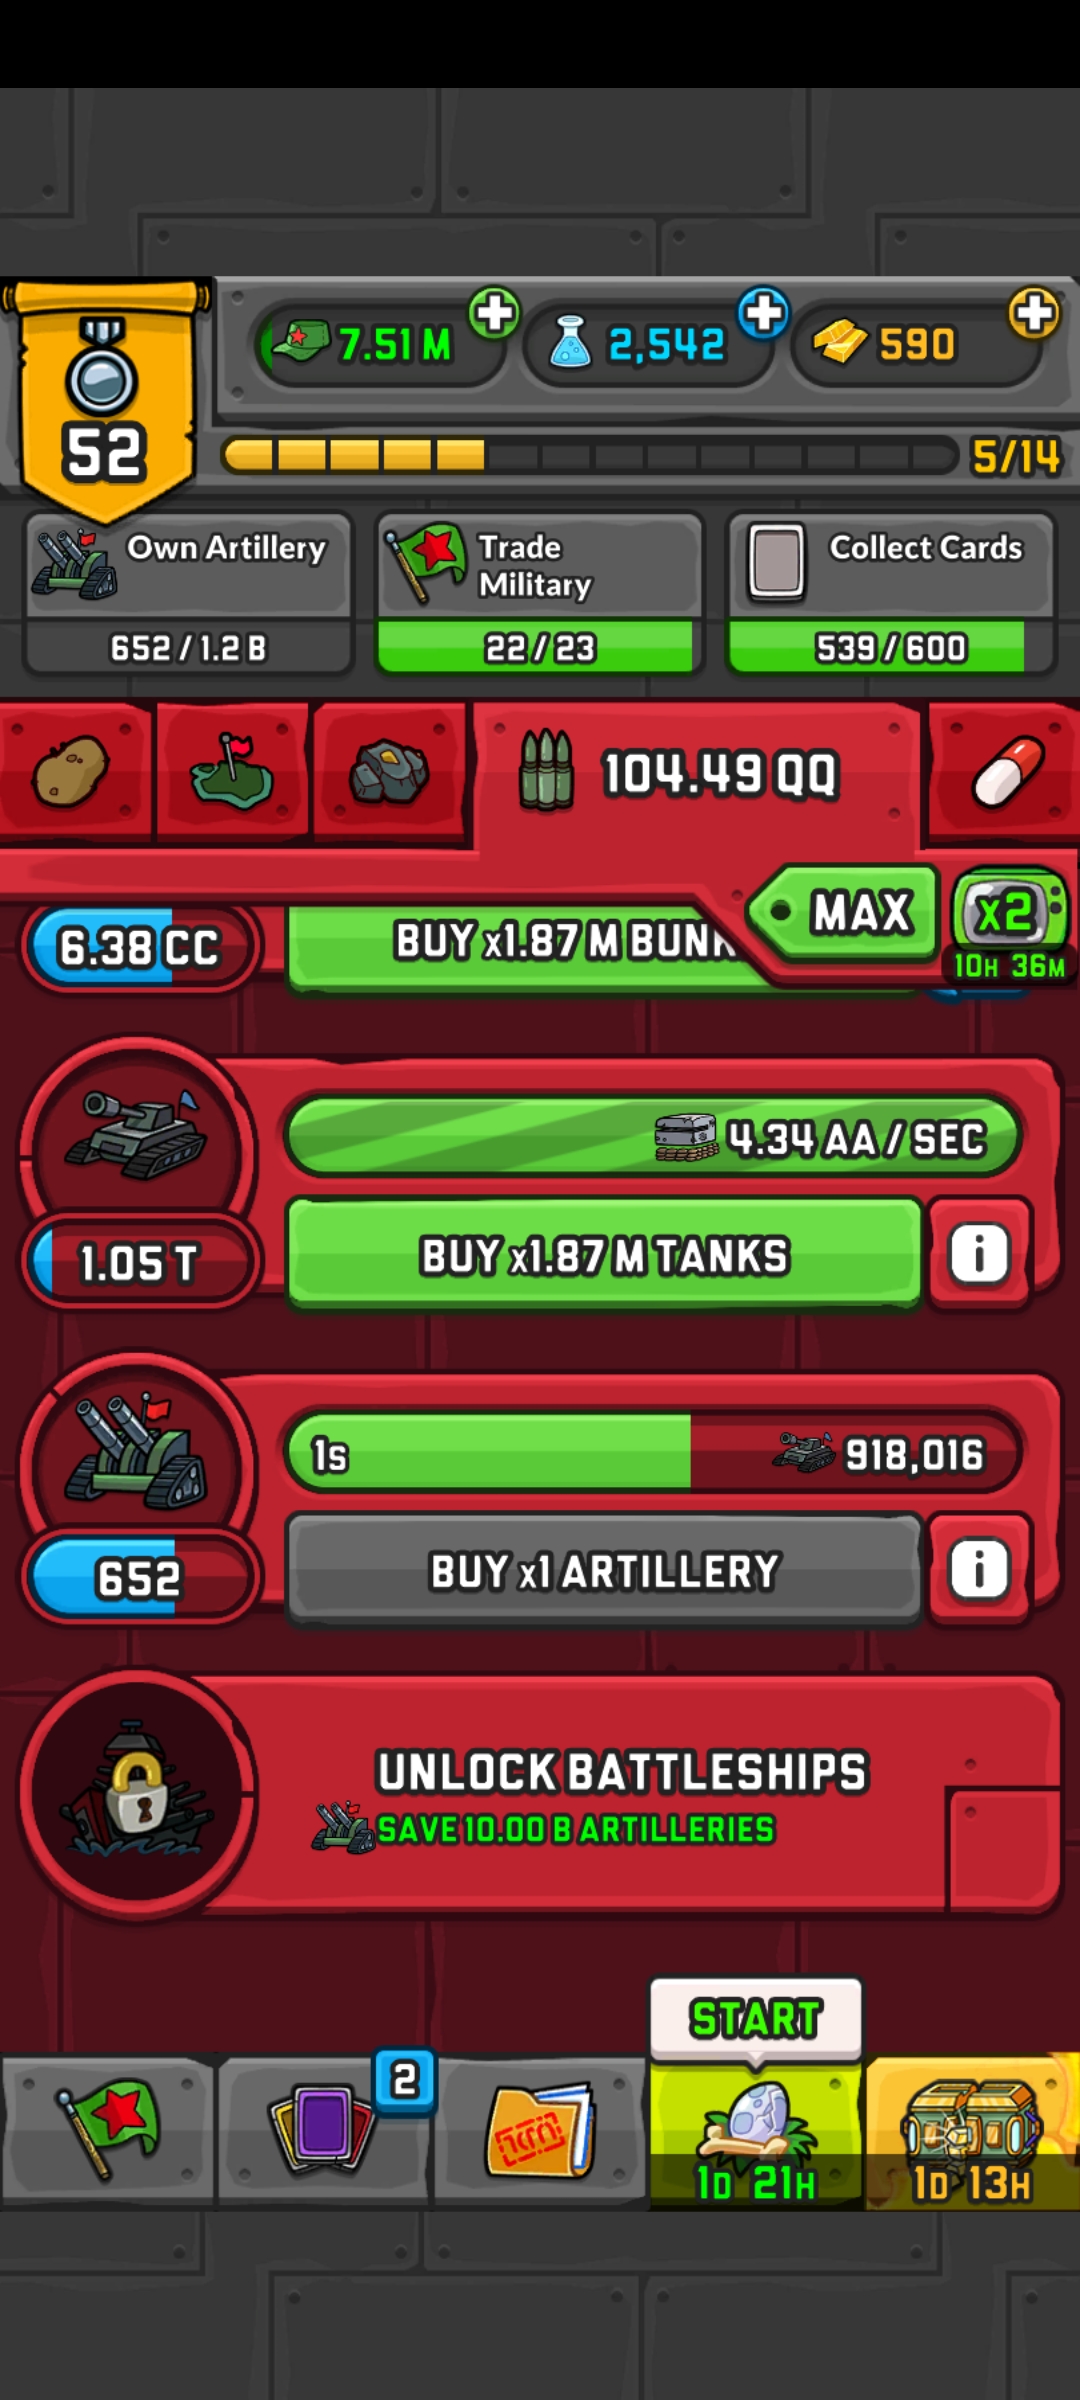 7.51 M
2,542
590
52
5/14
Own Artillery
Trade
Military
Collect Cards
652 / 1.2 B
22 / 23
539 / 600
104.49 QQ
MAX
x2
10H 36M
6.38 CC
BUY x1.87 M BUNK
4.34 AA / SEC
1.05 T
BUY x1.87 M TANKS
i
1s
918,016
652
BUY x1 ARTILLERY
i
UNLOCK BATTLESHIPS
SAVE 10.00 B ARTILLERIES
START
2
1D 21H
1D 13H